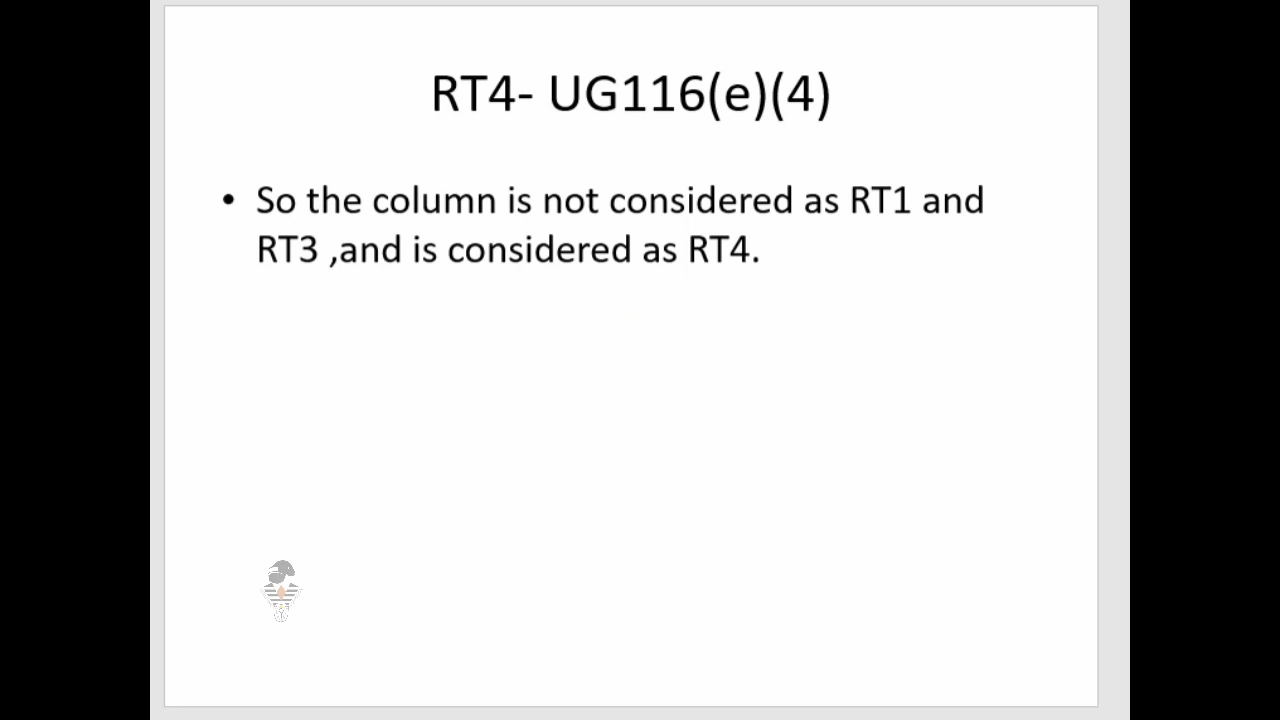 RT4- UG116(e)(4)
• So the column is not considered as RT1 and
RT3 ,and is considered as RT4.